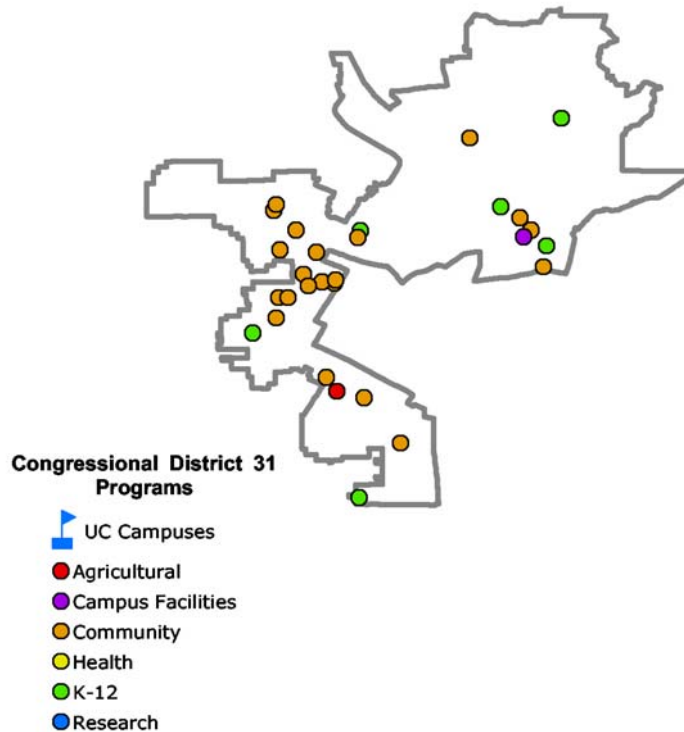 Congressional District 31
Programs
UC Campuses
Agricultural
Campus Facilities
Community
Health
K-12
Research